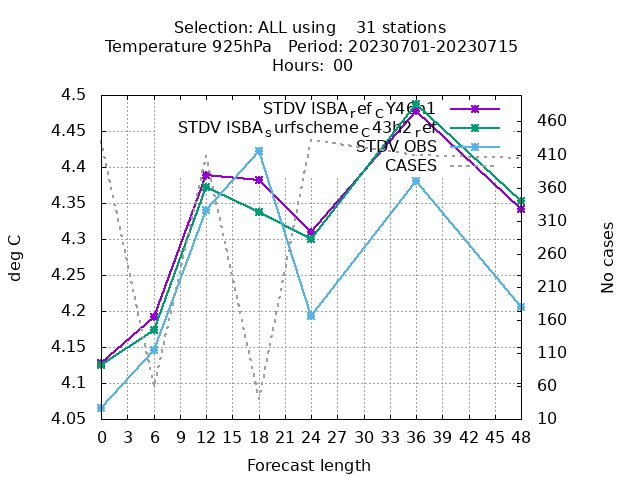 Selection: ALL using    31 stations
Temperature 925hPa   Period: 20230701-20230715
Hours:  00
STDV ISBA_ref_CY46h1
STDV ISBA_surfscheme_C43h2_ref
STDV OBS
CASES
4.5
4.45
4.4
4.35
4.3
4.25
4.2
4.15
4.1
4.05
deg C
460
410
360
310
260
210
160
110
60
10
No cases
0 3 6 9 12 15 18 21 24 27 30 33 36 39 42 45 48
Forecast length